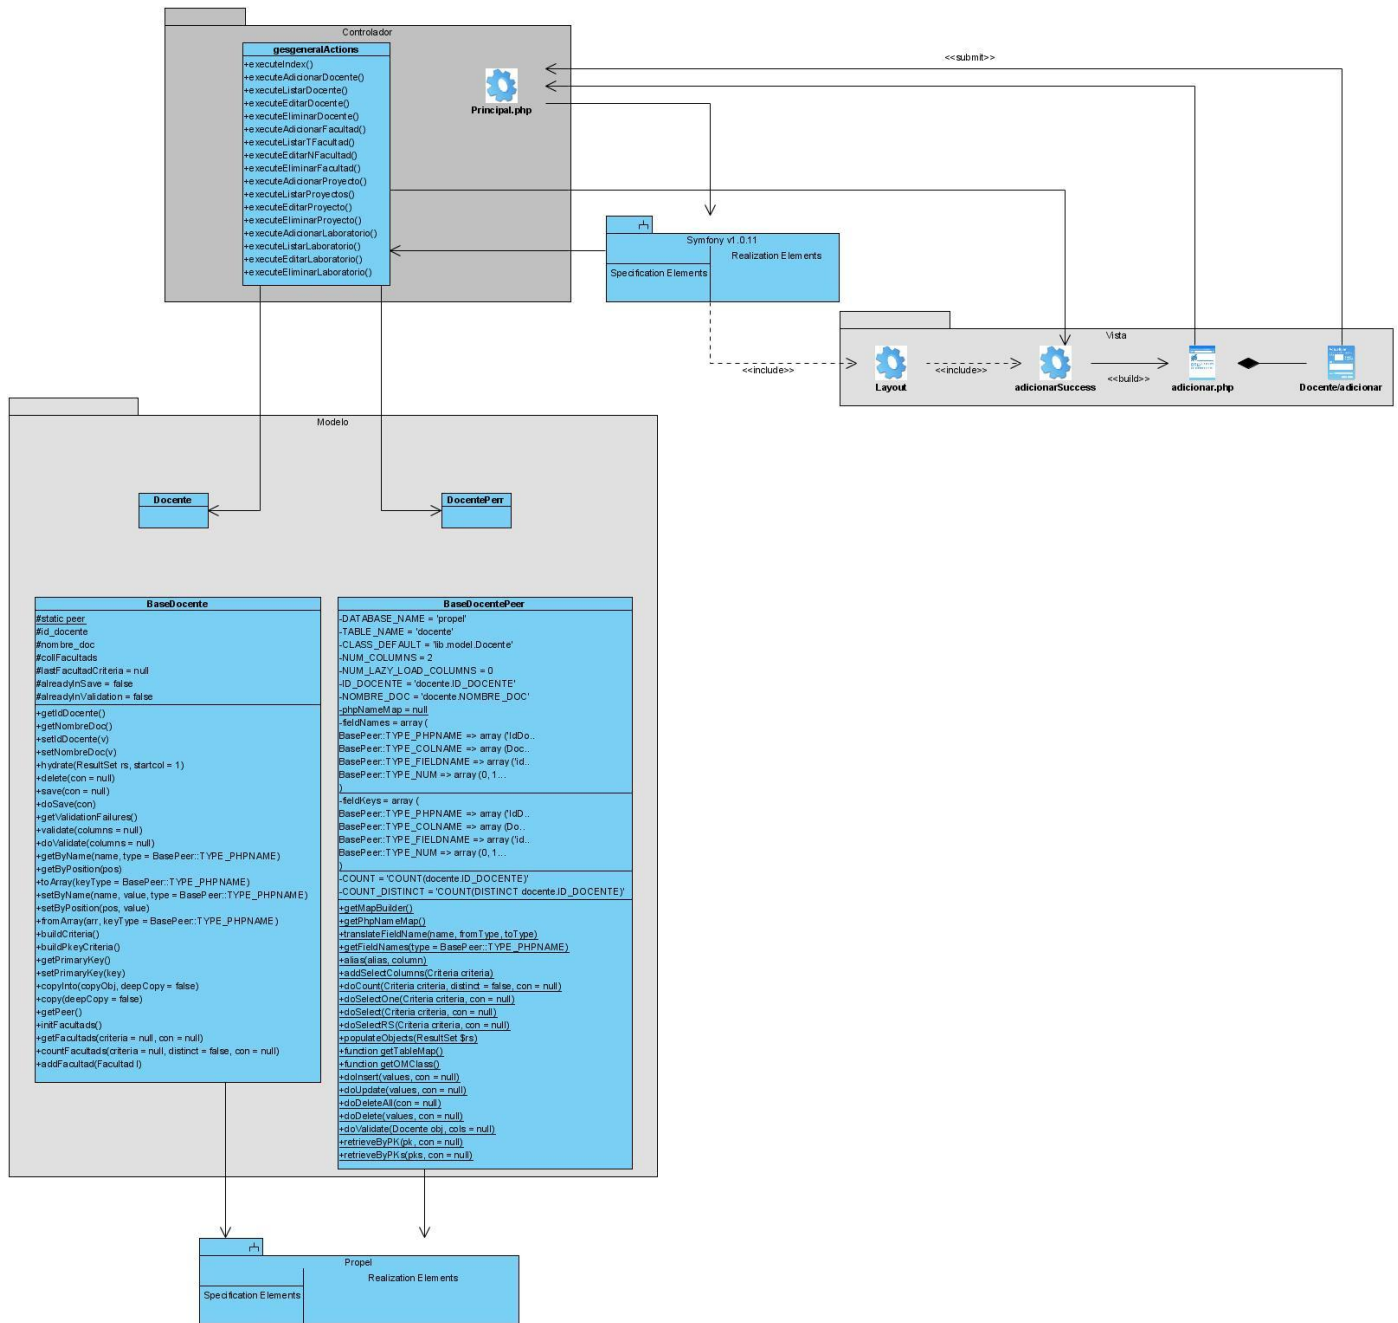 Controlador
gesgeneralActions
+executeIndex()
+executeAdicionarDocente()
+executeListarDocente()
+executeEditarDocente()
+executeEliminarDocente()
+executeAdicionarFacultad()
+executeListarTFacultad()
+executeEditarNFacultad()
+executeEliminarFacultad()
+executeAdicionarProyecto()
+executeListarProyectos()
+executeEditarProyecto()
+executeEliminarProyecto()
+executeAdicionarLaboratorio()
+executeListarLaboratorio()
+executeEditarLaboratorio()
+executeEliminarLaboratorio()
Principal.php
<<submit>>
Symfony v1.0.11
Realization Elements
Specification Elements
Vista
<<include>>
Layout
<<include>>
adicionarSuccess
<<build>>
adicionar.php
Docente/adicionar
Modelo
Docente
DocentePerr
BaseDocente
#static peer
#id_docente
#nombre_doc
#collFacultads
#lastFacultadCriteria = null
#alreadyInSave = false
#alreadyInValidation = false
+getIdDocente()
+getNombreDoc()
+setIdDocente(v)
+setNombreDoc(v)
+hydrate(ResultSet rs, startcol = 1)
+delete(con = null)
+save(con = null)
+doSave(con)
+getValidationFailures()
+validate(columns = null)
+doValidate(columns = null)
+getByName(name, type = BasePeer::TYPE_PHPNAME)
+getByPosition(pos)
+toArray(keyType = BasePeer::TYPE_PHPNAME)
+setByName(name, value, type = BasePeer::TYPE_PHPNAME)
+setByPosition(pos, value)
+fromArray(arr, keyType = BasePeer::TYPE_PHPNAME)
+buildCriteria()
+buildPkeyCriteria()
+getPrimaryKey()
+setPrimaryKey(key)
+copyInto(copyObj, deepCopy = false)
+copy(deepCopy = false)
+getPeer()
+initFacultads()
+getFacultads(criteria = null, con = null)
+countFacultads(criteria = null, distinct = false, con = null)
+addFacultad(Facultad l)
BaseDocentePeer
-DATABASE_NAME = 'propel'
-TABLE_NAME = 'docente'
-CLASS_DEFAULT = 'lib.model.Docente'
-NUM_COLUMNS = 2
-NUM_LAZY_LOAD_COLUMNS = 0
-ID_DOCENTE = 'docente.ID_DOCENTE'
-NOMBRE_DOC = 'docente.NOMBRE_DOC'
-phpNameMap = null
-fieldNames = array (
BasePeer::TYPE_PHPNAME => array ('IdDo..
BasePeer::TYPE_COLNAME => array (Doc..
BasePeer::TYPE_FIELDNAME => array ('id..
BasePeer::TYPE_NUM => array (0, 1...
)
-fieldKeys = array (
BasePeer::TYPE_PHPNAME => array ('IdD..
BasePeer::TYPE_COLNAME => array (Do..
BasePeer::TYPE_FIELDNAME => array ('id..
BasePeer::TYPE_NUM => array (0, 1...
)
-COUNT = 'COUNT(docente.ID_DOCENTE)'
-COUNT_DISTINCT = 'COUNT(DISTINCT docente.ID_DOCENTE)'
+getMapBuilder()
+getPhpNameMap()
+translateFieldName(name, fromType, toType)
+getFieldNames(type = BasePeer::TYPE_PHPNAME)
+alias(alias, column)
+addSelectColumns(Criteria criteria)
+doCount(Criteria criteria, distinct = false, con = null)
+doSelectOne(Criteria criteria, con = null)
+doSelect(Criteria criteria, con = null)
+doSelectRS(Criteria criteria, con = null)
+populateObjects(ResultSet $rs)
+function getTableMap()
+function getOMClass()
+doInsert(values, con = null)
+doUpdate(values, con = null)
+doDeleteAll(con = null)
+doDelete(values, con = null)
+doValidate(Docente obj, cols = null)
+retrieveByPK(pk, con = null)
+retrieveByPKs(pks, con = null)
Propel
Realization Elements
Specification Elements